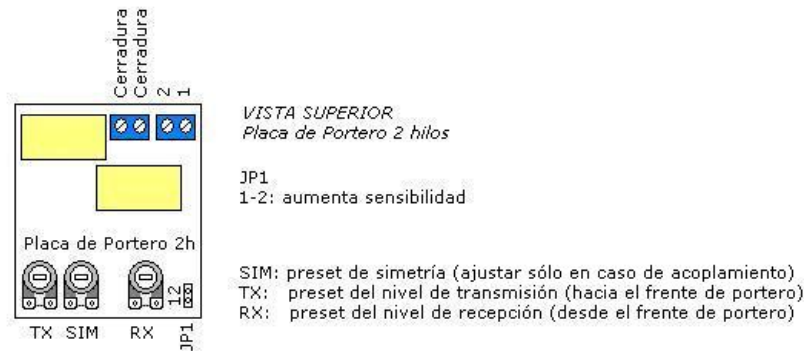 Cerradura
Cerradura
2
1
VISTA SUPERIOR
Placa de Portero 2 hilos
JP1
1-2: aumenta sensibilidad
Placa de Portero 2h
12
TX SIM RX JP1
SIM: preset de simetría (ajustar sólo en caso de acoplamiento)
TX: preset del nivel de transmisión (hacia el frente de portero)
RX: preset del nivel de recepción (desde el frente de portero)